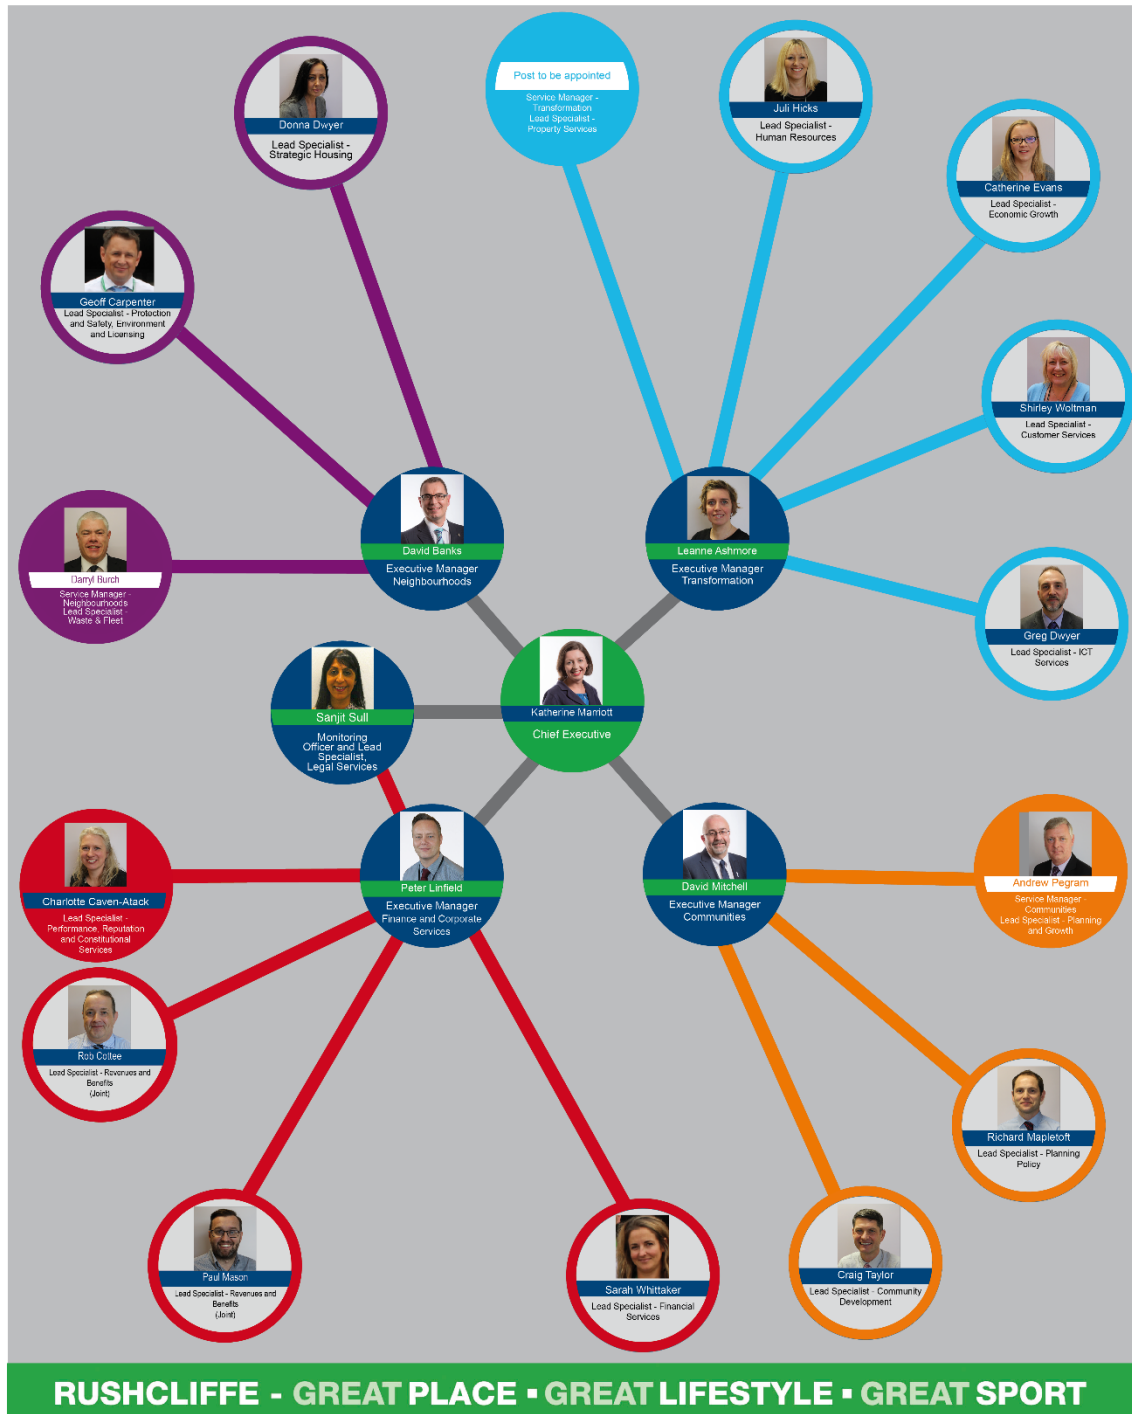 Donna Dwyer
Lead Specialist -
Strategic Housing
Post to be appointed
Service Manager -
Transformation
Lead Specialist -
Property Services
Juli Hicks
Lead Specialist -
Human Resources
Catherine Evans
Lead Specialist -
Economic Growth
Geoff Carpenter
Lead Specialist - Protection
and Safety, Environment
and Licensing
Shirley Woltman
Lead Specialist -
Customer Services
Darryl Burch
Service Manager -
Neighbourhoods
Lead Specialist -
Waste & Fleet
David Banks
Executive Manager
Neighbourhoods
Leanne Ashmore
Executive Manager
Transformation
Greg Dwyer
Lead Specialist - ICT
Services
Sanjit Sull
Monitoring
Officer and Lead
Specialist,
Legal Services
Katherine Marriott
Chief Executive
Charlotte Caven-Atack
Lead Specialist -
Performance, Reputation
and Constitutional
Services
Peter Linfield
Executive Manager
Finance and Corporate
Services
David Mitchell
Executive Manager
Communities
Andrew Pegram
Service Manager -
Communities
Lead Specialist - Planning
and Growth
Rob Cottee
Lead Specialist - Revenues and
Benefits
(Joint)
Richard Mapletoft
Lead Specialist - Planning
Policy
Paul Mason
Lead Specialist - Revenues and
Benefits
(Joint)
Sarah Whittaker
Lead Specialist - Financial
Services
Craig Taylor
Lead Specialist - Community
Development
RUSHCLIFFE - GREAT PLACE ▪ GREAT LIFESTYLE ▪ GREAT SPORT